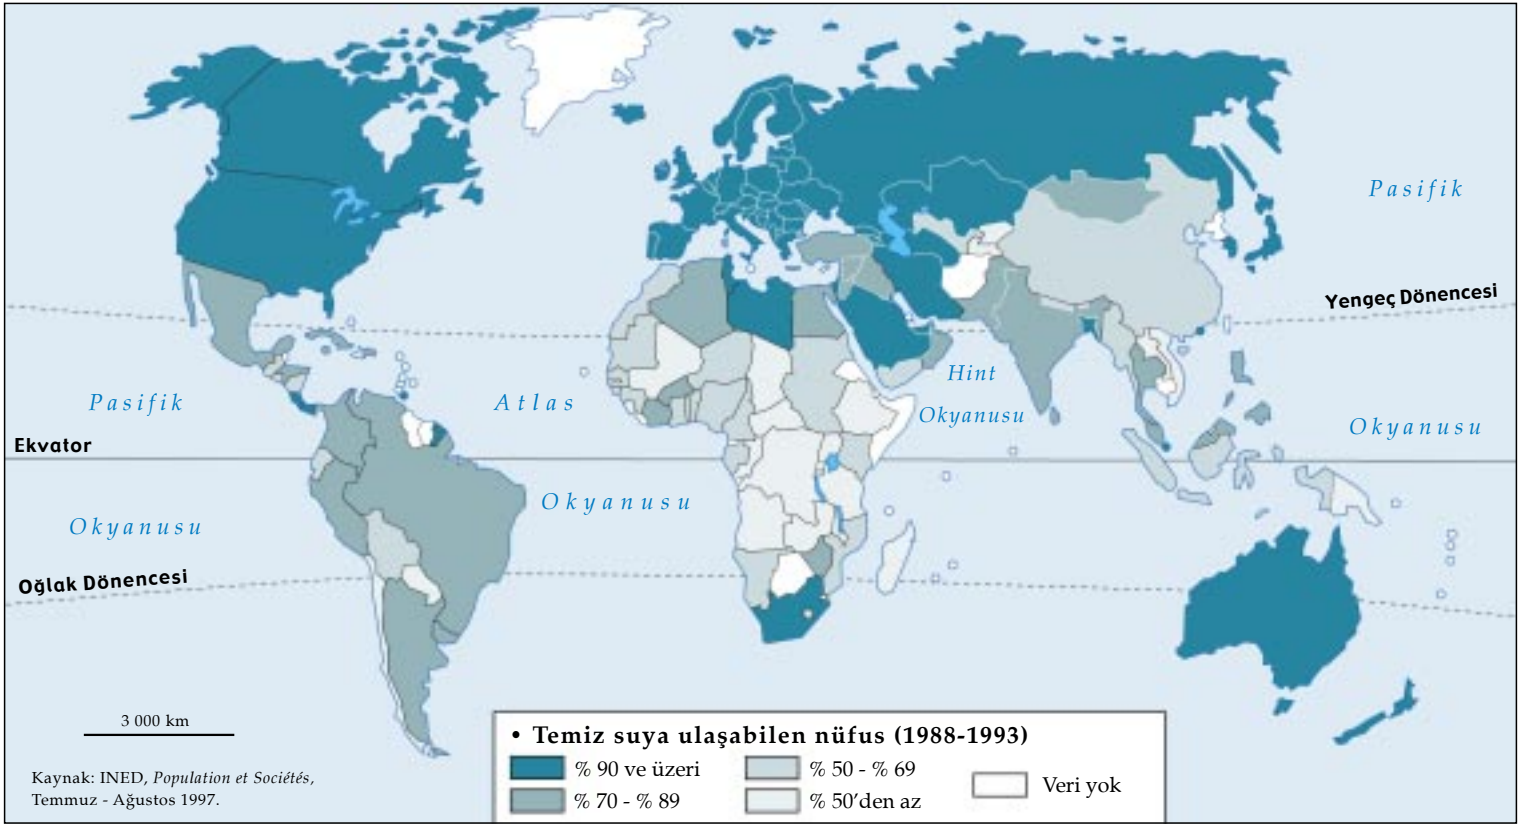 Pasifik
Yengeç Dönencesi
Hint
Pasifik
Atlas
Okyanusu
Okyanusu
Ekvator
Okyanusu
Okyanusu
Oğlak Dönencesi
3 000 km
• Temiz suya ulaşabilen nüfus (1988-1993)
% 90 ve üzeri
% 50 - % 69
Veri yok
% 70 - % 89
% 50’den az
Kaynak: INED, Population et Sociétés,
Temmuz - Ağustos 1997.